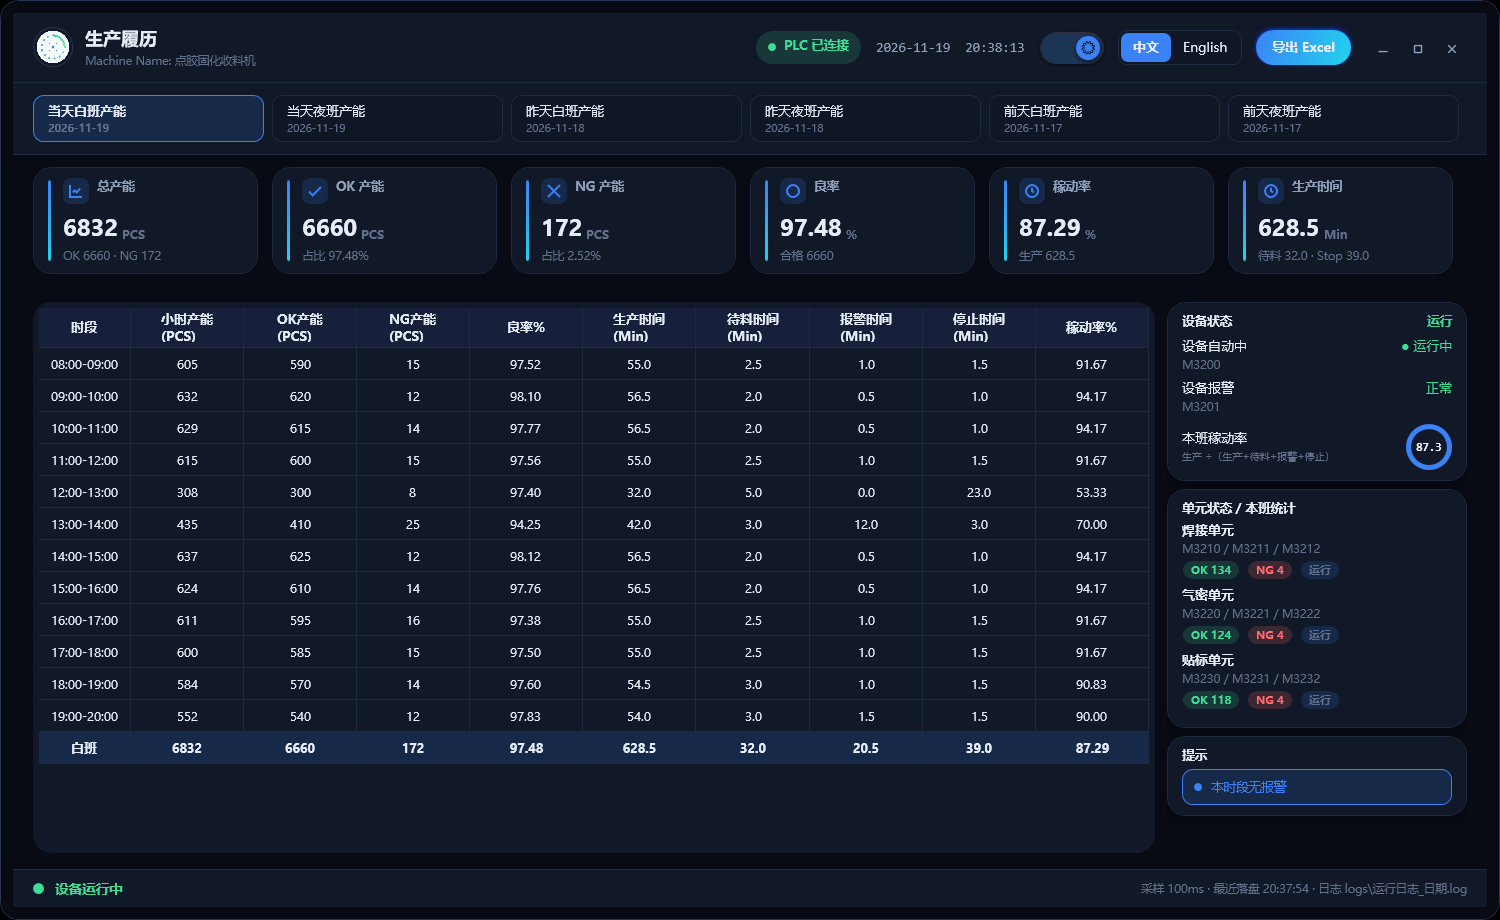 生产履历
Machine Name: 点胶固化收料机
PLC 已连接
2026-11-19 20:38:13
中文
English
导出 Excel
当天白班产能
2026-11-19
当天夜班产能
2026-11-19
昨天白班产能
2026-11-18
昨天夜班产能
2026-11-18
前天白班产能
2026-11-17
前天夜班产能
2026-11-17
总产能
6832 PCS
OK 6660 · NG 172
OK 产能
6660 PCS
占比 97.48%
NG 产能
172 PCS
占比 2.52%
良率
97.48 %
合格 6660
稼动率
87.29 %
生产 628.5
生产时间
628.5 Min
待料 32.0 · Stop 39.0
时段 小时产能(PCS) OK产能(PCS) NG产能(PCS) 良率% 生产时间(Min) 待料时间(Min) 报警时间(Min) 停止时间(Min) 稼动率%
08:00-09:00 605 590 15 97.52 55.0 2.5 1.0 1.5 91.67
09:00-10:00 632 620 12 98.10 56.5 2.0 0.5 1.0 94.17
10:00-11:00 629 615 14 97.77 56.5 2.0 0.5 1.0 94.17
11:00-12:00 615 600 15 97.56 55.0 2.5 1.0 1.5 91.67
12:00-13:00 308 300 8 97.40 32.0 5.0 0.0 23.0 53.33
13:00-14:00 435 410 25 94.25 42.0 3.0 12.0 3.0 70.00
14:00-15:00 637 625 12 98.12 56.5 2.0 0.5 1.0 94.17
15:00-16:00 624 610 14 97.76 56.5 2.0 0.5 1.0 94.17
16:00-17:00 611 595 16 97.38 55.0 2.5 1.0 1.5 91.67
17:00-18:00 600 585 15 97.50 55.0 2.5 1.0 1.5 91.67
18:00-19:00 584 570 14 97.60 54.5 3.0 1.0 1.5 90.83
19:00-20:00 552 540 12 97.83 54.0 3.0 1.5 1.5 90.00
白班 6832 6660 172 97.48 628.5 32.0 20.5 39.0 87.29
设备状态 运行
设备自动中 运行中
M3200
设备报警 正常
M3201
本班稼动率
生产 ÷（生产+待料+报警+停止）
87.3
单元状态 / 本班统计
焊接单元
M3210 / M3211 / M3212
OK 134 NG 4 运行
气密单元
M3220 / M3221 / M3222
OK 124 NG 4 运行
贴标单元
M3230 / M3231 / M3232
OK 118 NG 4 运行
提示
本时段无报警
设备运行中
采样 100ms · 最近落盘 20:37:54 · 日志 logs\运行日志_日期.log